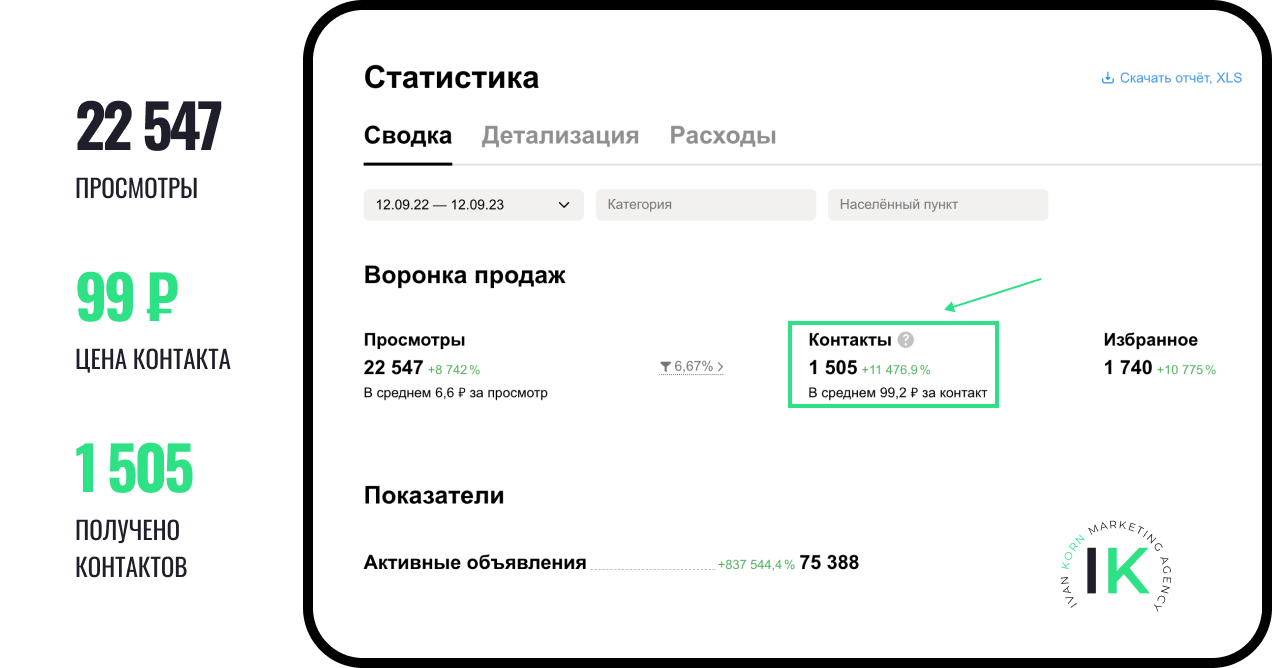 22 547
ПРОСМОТРЫ
99 ₽
ЦЕНА КОНТАКТА
1 505
ПОЛУЧЕНО
КОНТАКТОВ
Статистика
Скачать отчёт, XLS
Сводка Детализация Расходы
12.09.22 — 12.09.23 Категория Населённый пункт
Воронка продаж
Просмотры
22 547 +8 742 %
В среднем 6,6 ₽ за просмотр
6,67%
Контакты ?
1 505 +11 476,9 %
В среднем 99,2 ₽ за контакт
Избранное
1 740 +10 775 %
Показатели
Активные объявления +837 544,4 % 75 388
IVAN KORN MARKETING AGENCY
IK